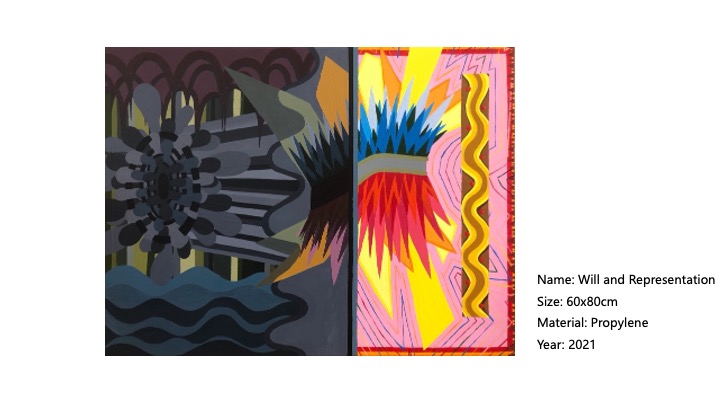 Name: Will and Representation
Size: 60x80cm
Material: Propylene
Year: 2021